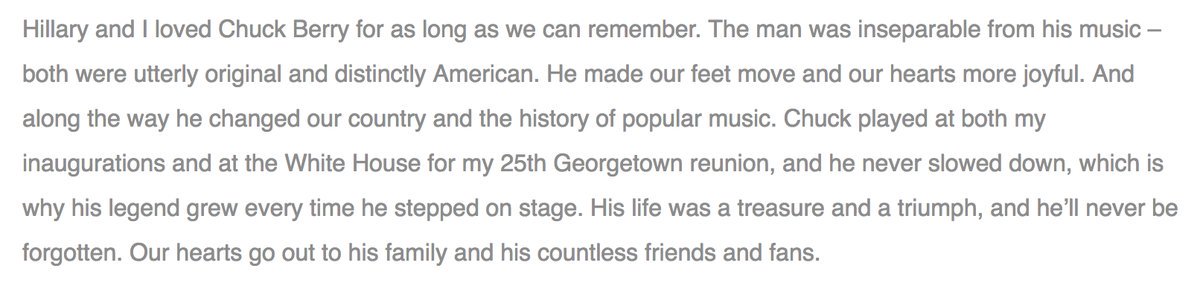 Hillary and I loved Chuck Berry for as long as we can remember. The man was inseparable from his music –
both were utterly original and distinctly American. He made our feet move and our hearts more joyful. And
along the way he changed our country and the history of popular music. Chuck played at both my
inaugurations and at the White House for my 25th Georgetown reunion, and he never slowed down, which is
why his legend grew every time he stepped on stage. His life was a treasure and a triumph, and he’ll never be
forgotten. Our hearts go out to his family and his countless friends and fans.